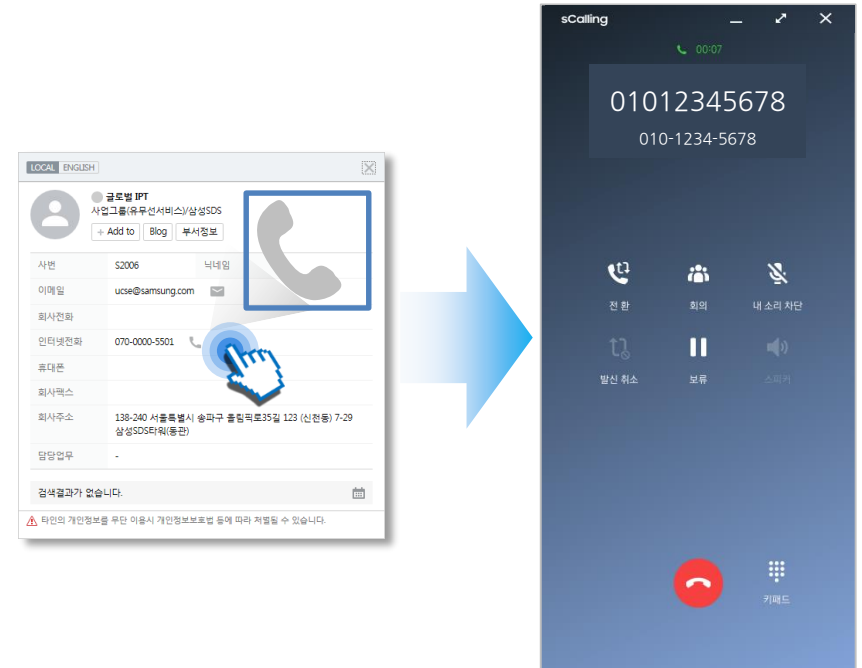 LOCAL ENGLISH
글로벌 IPT
사업그룹(유무선서비스)/삼성SDS
+ Add to Blog 부서정보
사번 S2006 닉네임
이메일 ucse@samsung.com
회사전화
인터넷전화 070-0000-5501
휴대폰
회사팩스
회사주소 138-240 서울특별시 송파구 올림픽로35길 123 (신천동) 7-29
삼성SDS타워(동관)
담당업무 -
검색결과가 없습니다.
타인의 개인정보를 무단 이용시 개인정보보호법 등에 따라 처벌될 수 있습니다.
sCalling
00:07
01012345678
010-1234-5678
전환 회의 내 소리 차단
발신 취소 보류 스피커
키패드